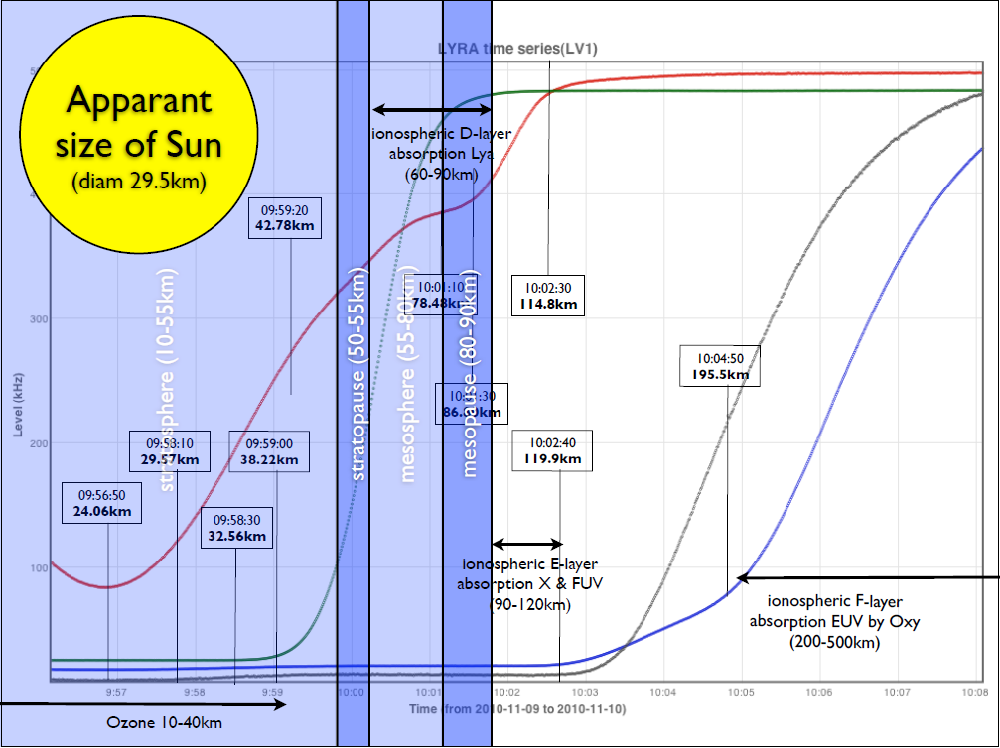 LYRA time series(LV1)
Apparant
size of Sun
(diam 29.5km)
ionospheric D-layer
absorption Lya
(60-90km)
09:59:20
42.78km
10:01:10
78.48km
10:02:30
114.8km
stratosphere (10-55km)
stratopause (50-55km)
mesosphere (55-80km)
mesopause (80-90km)
300
200
100
Level (kHz)
10:04:50
195.5km
09:58:10
29.57km
09:59:00
38.22km
10:02:40
119.9km
09:56:50
24.06km
09:58:30
32.56km
ionospheric E-layer
absorption X & FUV
(90-120km)
ionospheric F-layer
absorption EUV by Oxy
(200-500km)
9:57
9:58
9:59
10:00
10:01
10:02
10:03
10:04
10:05
10:06
10:07
10:08
Time (from 2010-11-09 to 2010-11-10)
Ozone 10-40km